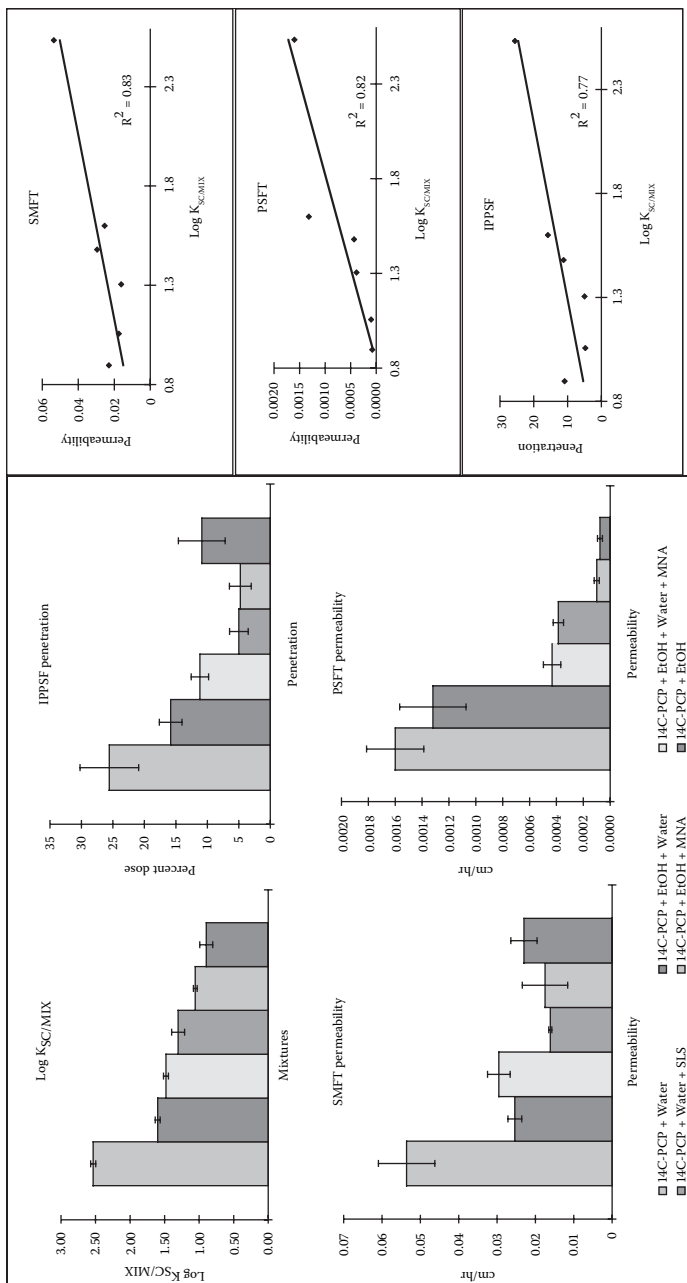 Log K_SC/MIX
3.00
2.50
2.00
1.50
1.00
0.50
0.00
Log K_SC/MIX
Mixtures
IPPSF penetration
35
30
25
20
15
10
5
0
Percent dose
Penetration
SMFT permeability
0.07
0.06
0.05
0.04
0.03
0.02
0.01
0
cm/hr
Permeability
PSFT permeability
0.0020
0.0018
0.0016
0.0014
0.0012
0.0010
0.0008
0.0006
0.0004
0.0002
0.0000
cm/hr
Permeability
14C-PCP + Water
14C-PCP + EtOH + Water
14C-PCP + EtOH + Water + MNA
14C-PCP + Water + SLS
14C-PCP + EtOH + MNA
14C-PCP + EtOH
SMFT
0.06
0.04
0.02
0
Permeability
R² = 0.83
0.8 1.3 1.8 2.3
Log K_SC/MIX
PSFT
0.0020
0.0015
0.0010
0.0005
0.0000
Permeability
R² = 0.82
0.8 1.3 1.8 2.3
Log K_SC/MIX
IPPSF
30
20
10
0
Penetration
R² = 0.77
0.8 1.3 1.8 2.3
Log K_SC/MIX